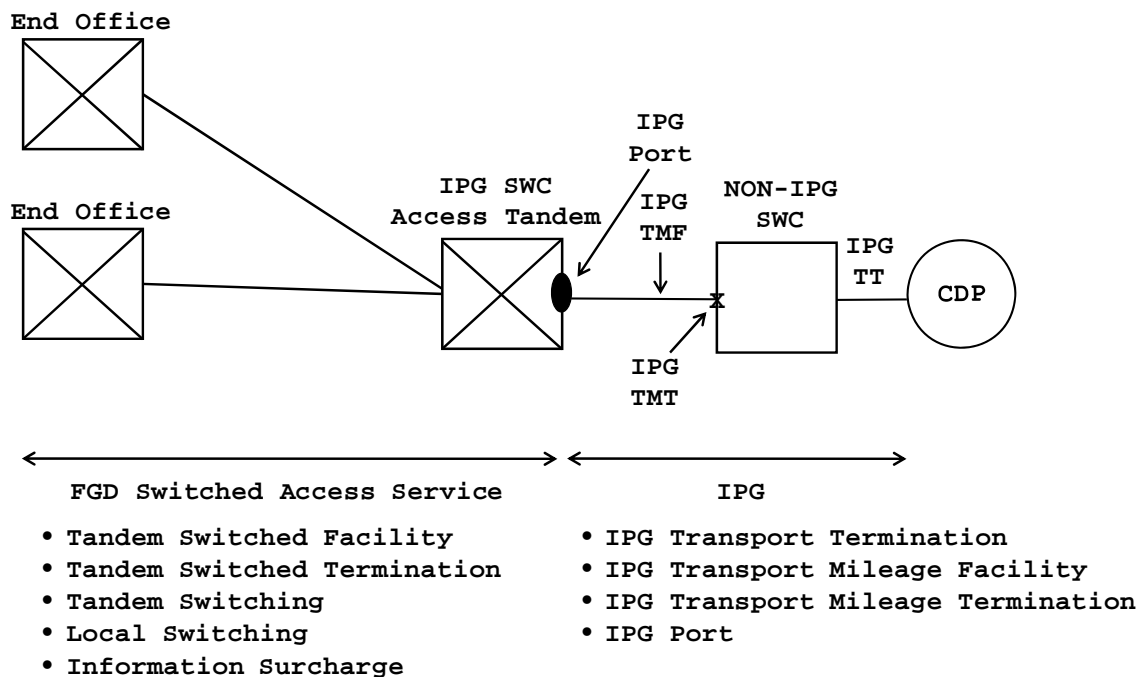 End Office
End Office
IPG SWC
Access Tandem
IPG
Port
IPG
TMF
NON-IPG
SWC
IPG
TT
CDP
x
IPG
TMT
FGD Switched Access Service
• Tandem Switched Facility
• Tandem Switched Termination
• Tandem Switching
• Local Switching
• Information Surcharge
IPG
• IPG Transport Termination
• IPG Transport Mileage Facility
• IPG Transport Mileage Termination
• IPG Port